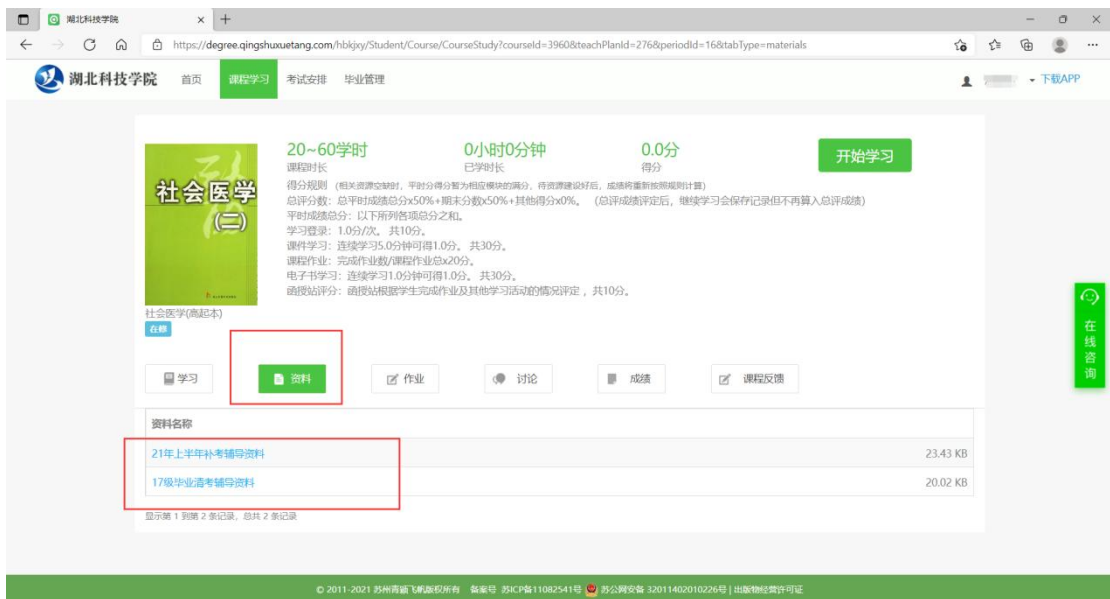 湖北科技学院
https://degree.qingshuxuetang.com/hbkjxy/Student/Course/CourseStudy?courseId=3960&teachPlanId=276&periodId=16&tabType=materials
湖北科技学院 首页 课程学习 考试安排 毕业管理 下载APP
社会医学
(二)
20~60学时 0小时0分钟 0.0分 开始学习
课程时长 已学时长 得分
得分规则 (相关资源空缺时，平时分得分暂为相应模块的满分，待资源建设好后，成绩将重新按照规则计算)
总评分数：总平时成绩总分x50%+期末分数x50%+其他得分x0%。 (总评成绩评定后，继续学习会保存记录但不再算入总评成绩)
平时成绩总分：以下所列各项总分之和。
学习登录：1.0分/次。共10分。
课件学习：连续学习5.0分钟可得1.0分。共30分。
课程作业：完成作业数/课程作业总x20分。
电子书学习：连续学习1.0分钟可得1.0分。共30分。
函授站评分：函授站根据学生完成作业及其他学习活动的情况评定，共10分。
社会医学(高起本)
在修
学习 资料 作业 讨论 成绩 课程反馈
资料名称
21年上半年补考辅导资料 23.43 KB
17级毕业清考辅导资料 20.02 KB
显示第 1 到第 2 条记录，总共 2 条记录
在线咨询
© 2011-2021 苏州青颖飞帆版权所有 备案号 苏ICP备11082541号 苏公网安备 32011402010226号 | 出版物经营许可证